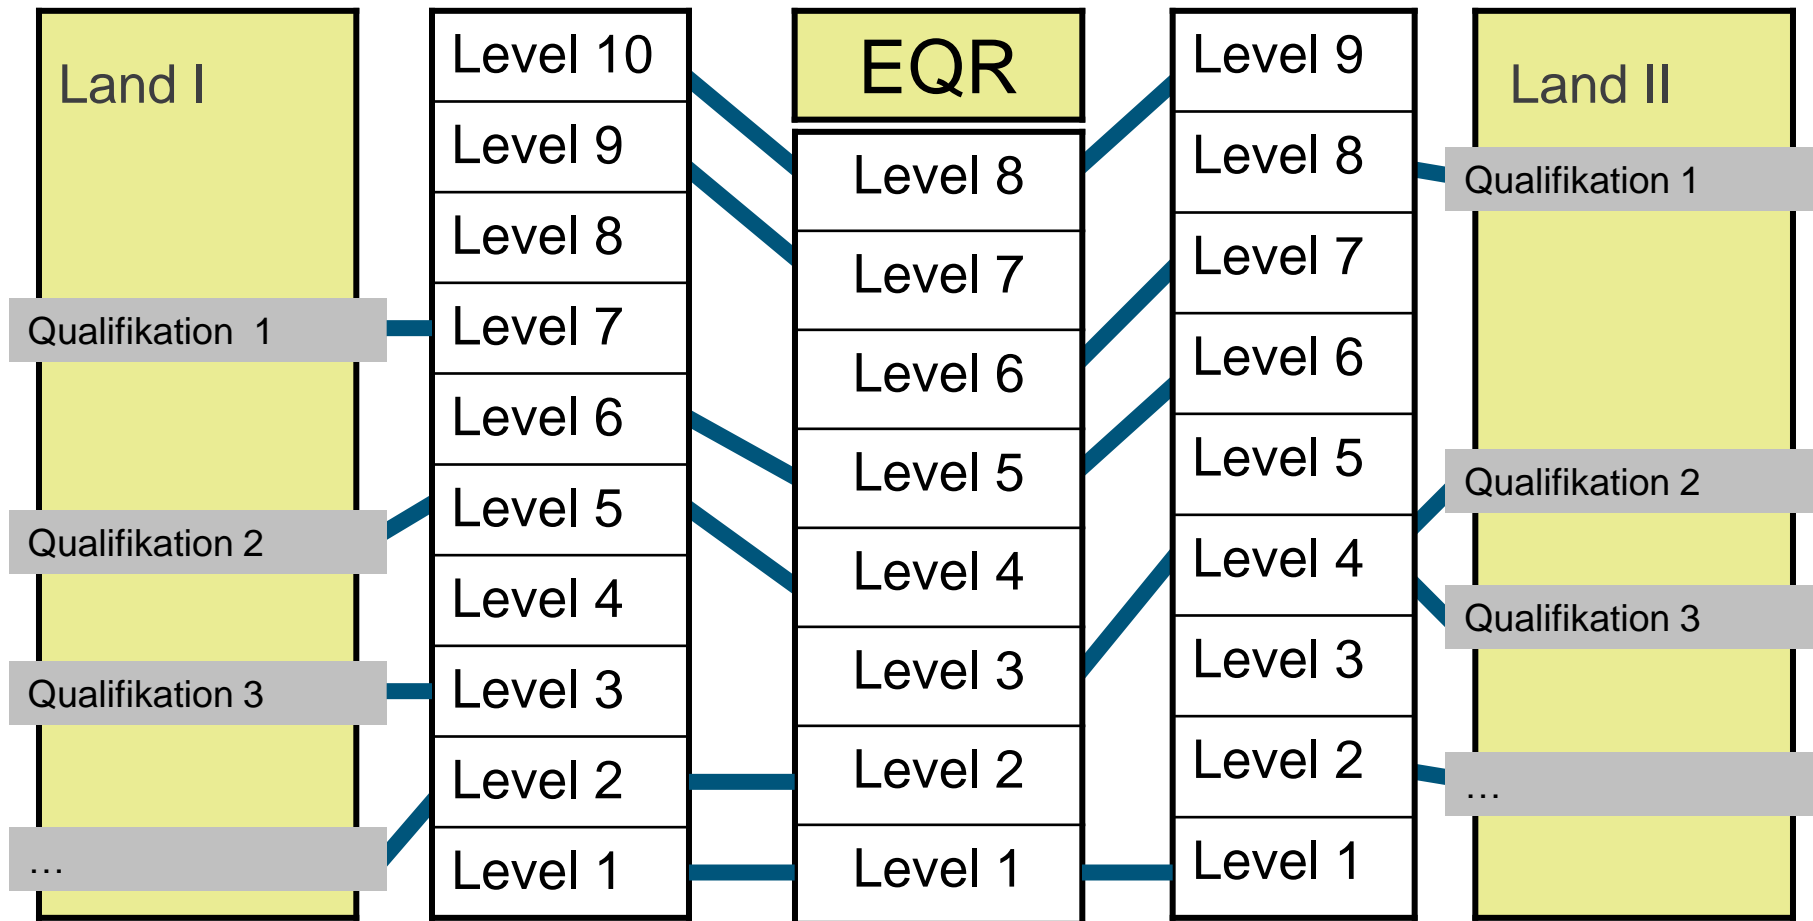 Land I
Qualifikation 1
Qualifikation 2
Qualifikation 3
...
Level 10
Level 9
Level 8
Level 7
Level 6
Level 5
Level 4
Level 3
Level 2
Level 1
EQR
Level 8
Level 7
Level 6
Level 5
Level 4
Level 3
Level 2
Level 1
Level 9
Level 8
Level 7
Level 6
Level 5
Level 4
Level 3
Level 2
Level 1
Land II
Qualifikation 1
Qualifikation 2
Qualifikation 3
...